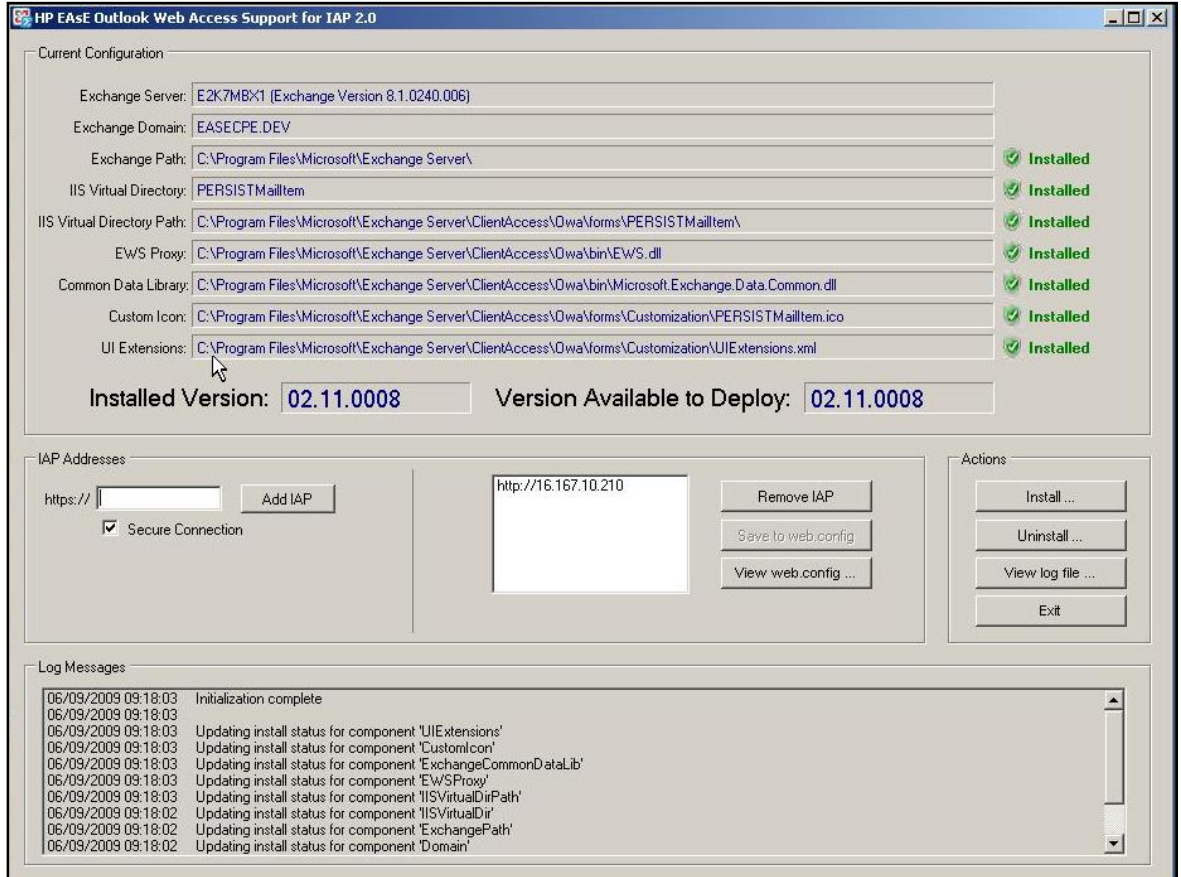 HP EAsE Outlook Web Access Support for IAP 2.0
Current Configuration
Exchange Server: E2K7MBX1 (Exchange Version 8.1.0240.006)
Exchange Domain: EASECPE.DEV
Exchange Path: C:\Program Files\Microsoft\Exchange Server\ Installed
IIS Virtual Directory: PERSISTMailItem Installed
IIS Virtual Directory Path: C:\Program Files\Microsoft\Exchange Server\ClientAccess\Owa\forms\PERSISTMailItem\ Installed
EWS Proxy: C:\Program Files\Microsoft\Exchange Server\ClientAccess\Owa\bin\EWS.dll Installed
Common Data Library: C:\Program Files\Microsoft\Exchange Server\ClientAccess\Owa\bin\Microsoft.Exchange.Data.Common.dll Installed
Custom Icon: C:\Program Files\Microsoft\Exchange Server\ClientAccess\Owa\forms\Customization\PERSISTMailItem.ico Installed
UI Extensions: C:\Program Files\Microsoft\Exchange Server\ClientAccess\Owa\forms\Customization\UIExtensions.xml Installed
Installed Version: 02.11.0008 Version Available to Deploy: 02.11.0008
IAP Addresses
https:// Add IAP
Secure Connection
http://16.167.10.210
Remove IAP
Save to web.config
View web.config ...
Actions
Install ...
Uninstall ...
View log file ...
Exit
Log Messages
06/09/2009 09:18:03 Initialization complete
06/09/2009 09:18:03
06/09/2009 09:18:03 Updating install status for component 'UIExtensions'
06/09/2009 09:18:03 Updating install status for component 'CustomIcon'
06/09/2009 09:18:03 Updating install status for component 'ExchangeCommonDataLib'
06/09/2009 09:18:03 Updating install status for component 'EWSProxy'
06/09/2009 09:18:03 Updating install status for component 'IISVirtualDirPath'
06/09/2009 09:18:02 Updating install status for component 'IISVirtualDir'
06/09/2009 09:18:02 Updating install status for component 'ExchangePath'
06/09/2009 09:18:02 Updating install status for component 'Domain'